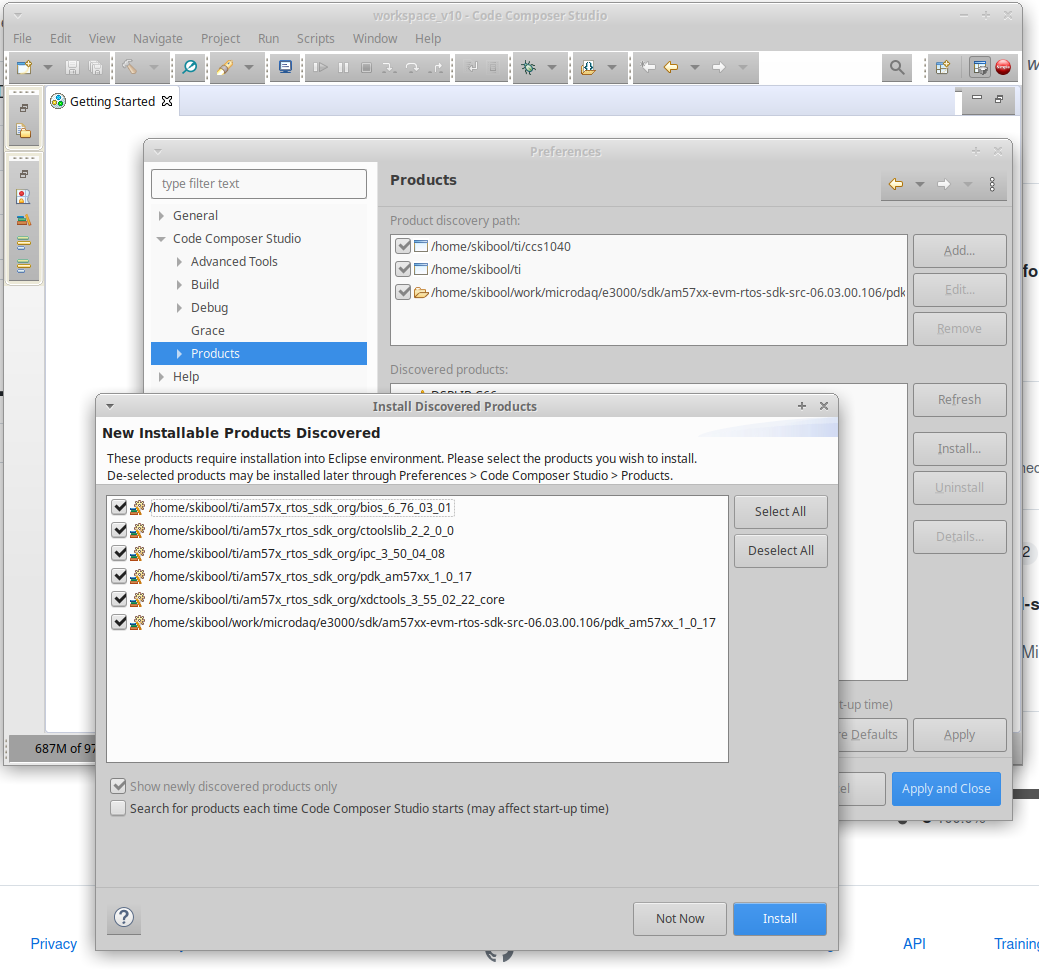 workspace_v10 - Code Composer Studio
File Edit View Navigate Project Run Scripts Window Help
Getting Started
Preferences
type filter text
Products
General
Code Composer Studio
Advanced Tools
Build
Debug
Grace
Products
Help
Product discovery path:
/home/skibool/ti/ccs1040
/home/skibool/ti
/home/skibool/work/microdaq/e3000/sdk/am57xx-evm-rtos-sdk-src-06.03.00.106/pdk
Add...
Edit...
Remove
Discovered products:
Refresh
Install...
Uninstall
Details...
t-up time)
re Defaults
Apply
el
Apply and Close
Install Discovered Products
New Installable Products Discovered
These products require installation into Eclipse environment. Please select the products you wish to install.
De-selected products may be installed later through Preferences > Code Composer Studio > Products.
/home/skibool/ti/am57x_rtos_sdk_org/bios_6_76_03_01
/home/skibool/ti/am57x_rtos_sdk_org/ctoolslib_2_2_0_0
/home/skibool/ti/am57x_rtos_sdk_org/ipc_3_50_04_08
/home/skibool/ti/am57x_rtos_sdk_org/pdk_am57xx_1_0_17
/home/skibool/ti/am57x_rtos_sdk_org/xdctools_3_55_02_22_core
/home/skibool/work/microdaq/e3000/sdk/am57xx-evm-rtos-sdk-src-06.03.00.106/pdk_am57xx_1_0_17
Select All
Deselect All
Show newly discovered products only
Search for products each time Code Composer Studio starts (may affect start-up time)
?
Not Now
Install
687M of 97
w
fo
ned
2
l-s
Mi
Privacy
API
Training